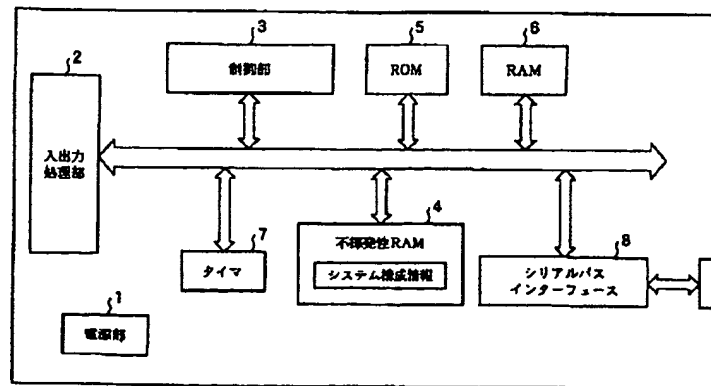 3
5
6
2
制御部
ROM
RAM
入出力
処理部
7
4
8
タイマ
不揮発性RAM
システム構成情報
シリアルバス
インターフェース
1
電源部